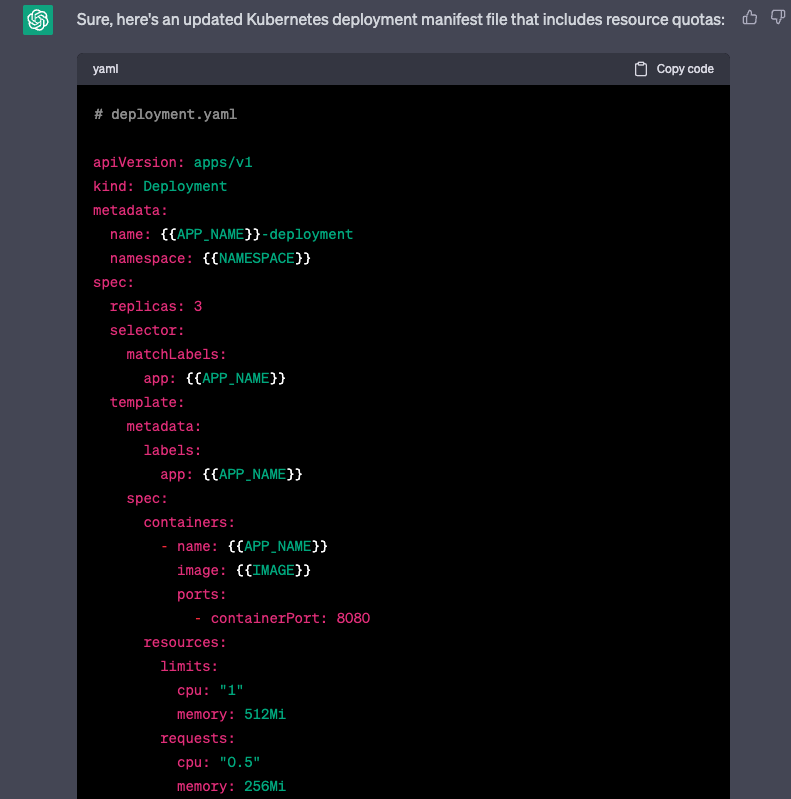 Sure, here's an updated Kubernetes deployment manifest file that includes resource quotas:
yaml Copy code
# deployment.yaml
apiVersion: apps/v1
kind: Deployment
metadata:
  name: {{APP_NAME}}-deployment
  namespace: {{NAMESPACE}}
spec:
  replicas: 3
  selector:
    matchLabels:
      app: {{APP_NAME}}
  template:
    metadata:
      labels:
        app: {{APP_NAME}}
    spec:
      containers:
        - name: {{APP_NAME}}
          image: {{IMAGE}}
          ports:
            - containerPort: 8080
      resources:
        limits:
          cpu: "1"
          memory: 512Mi
        requests:
          cpu: "0.5"
          memory: 256Mi